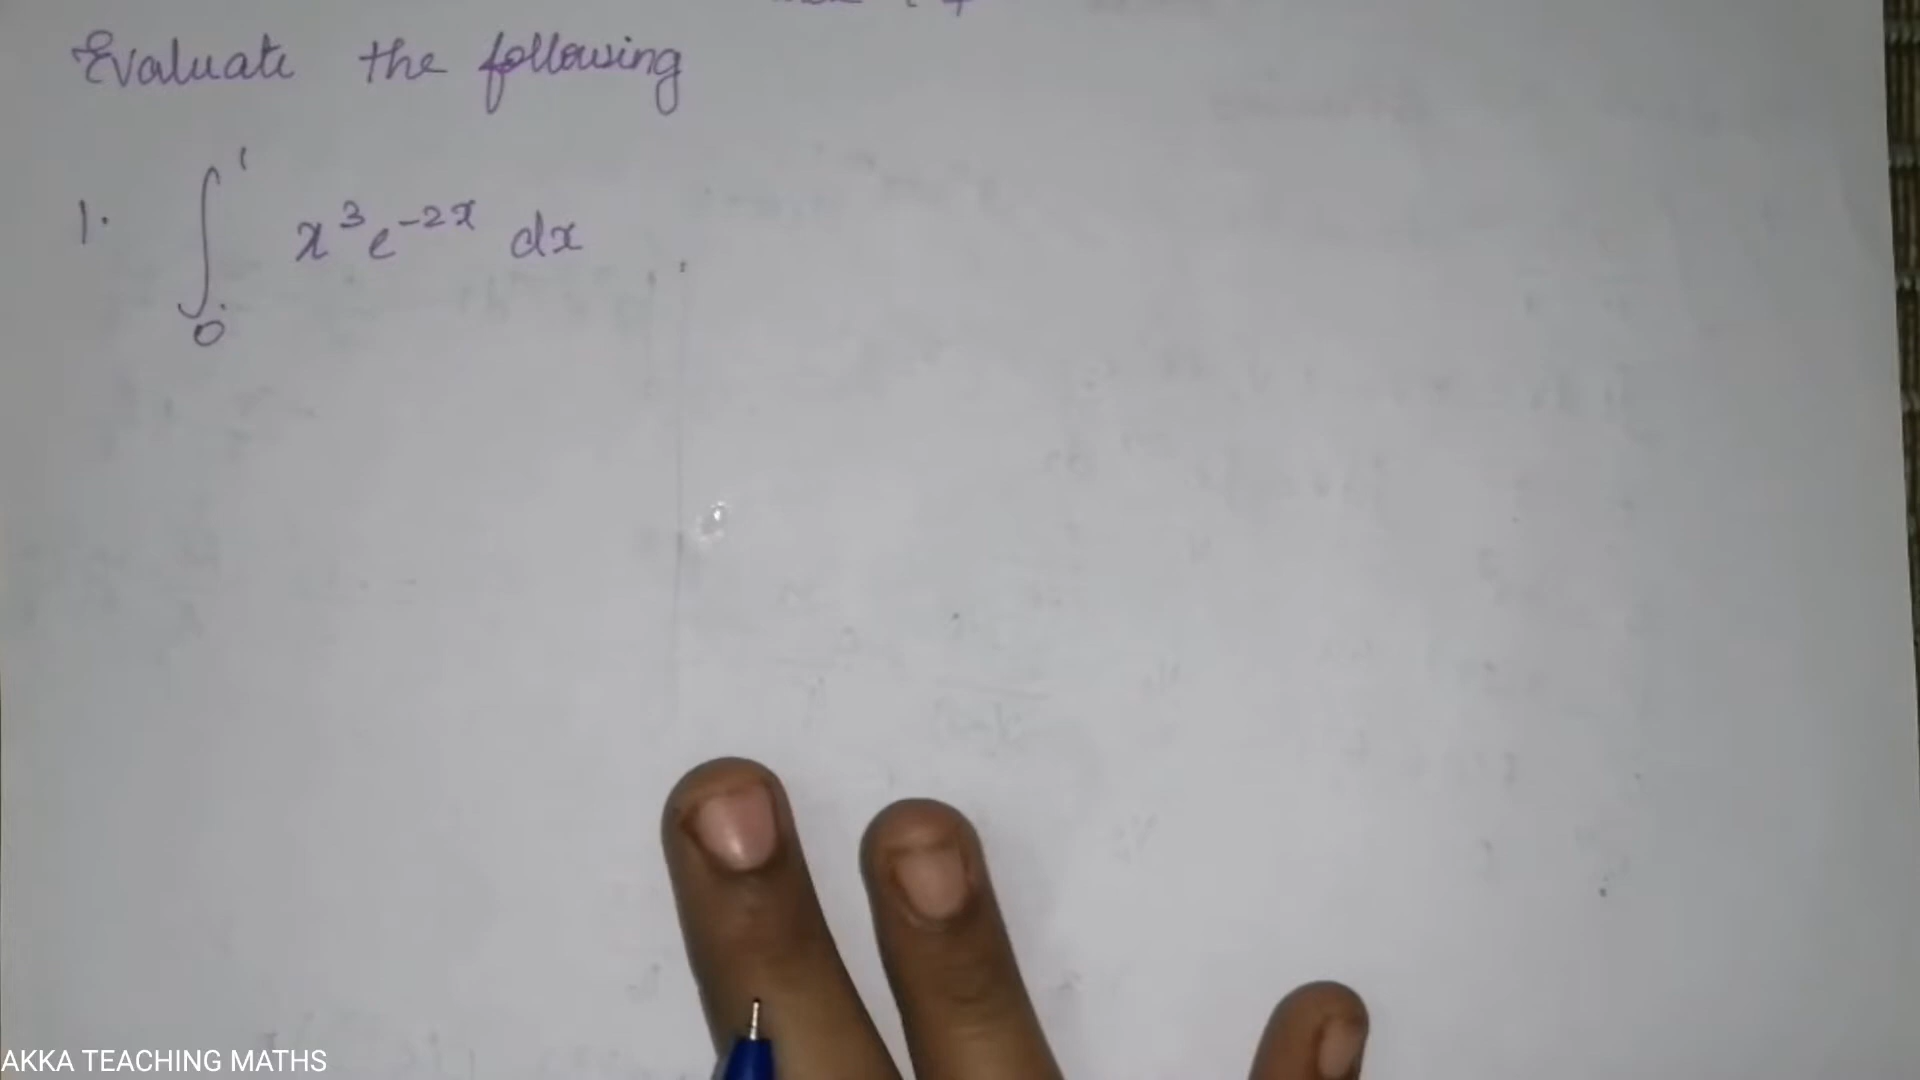 Evaluate the following
1. ∫₀¹ x³e⁻²ˣ dx
AKKA TEACHING MATHS